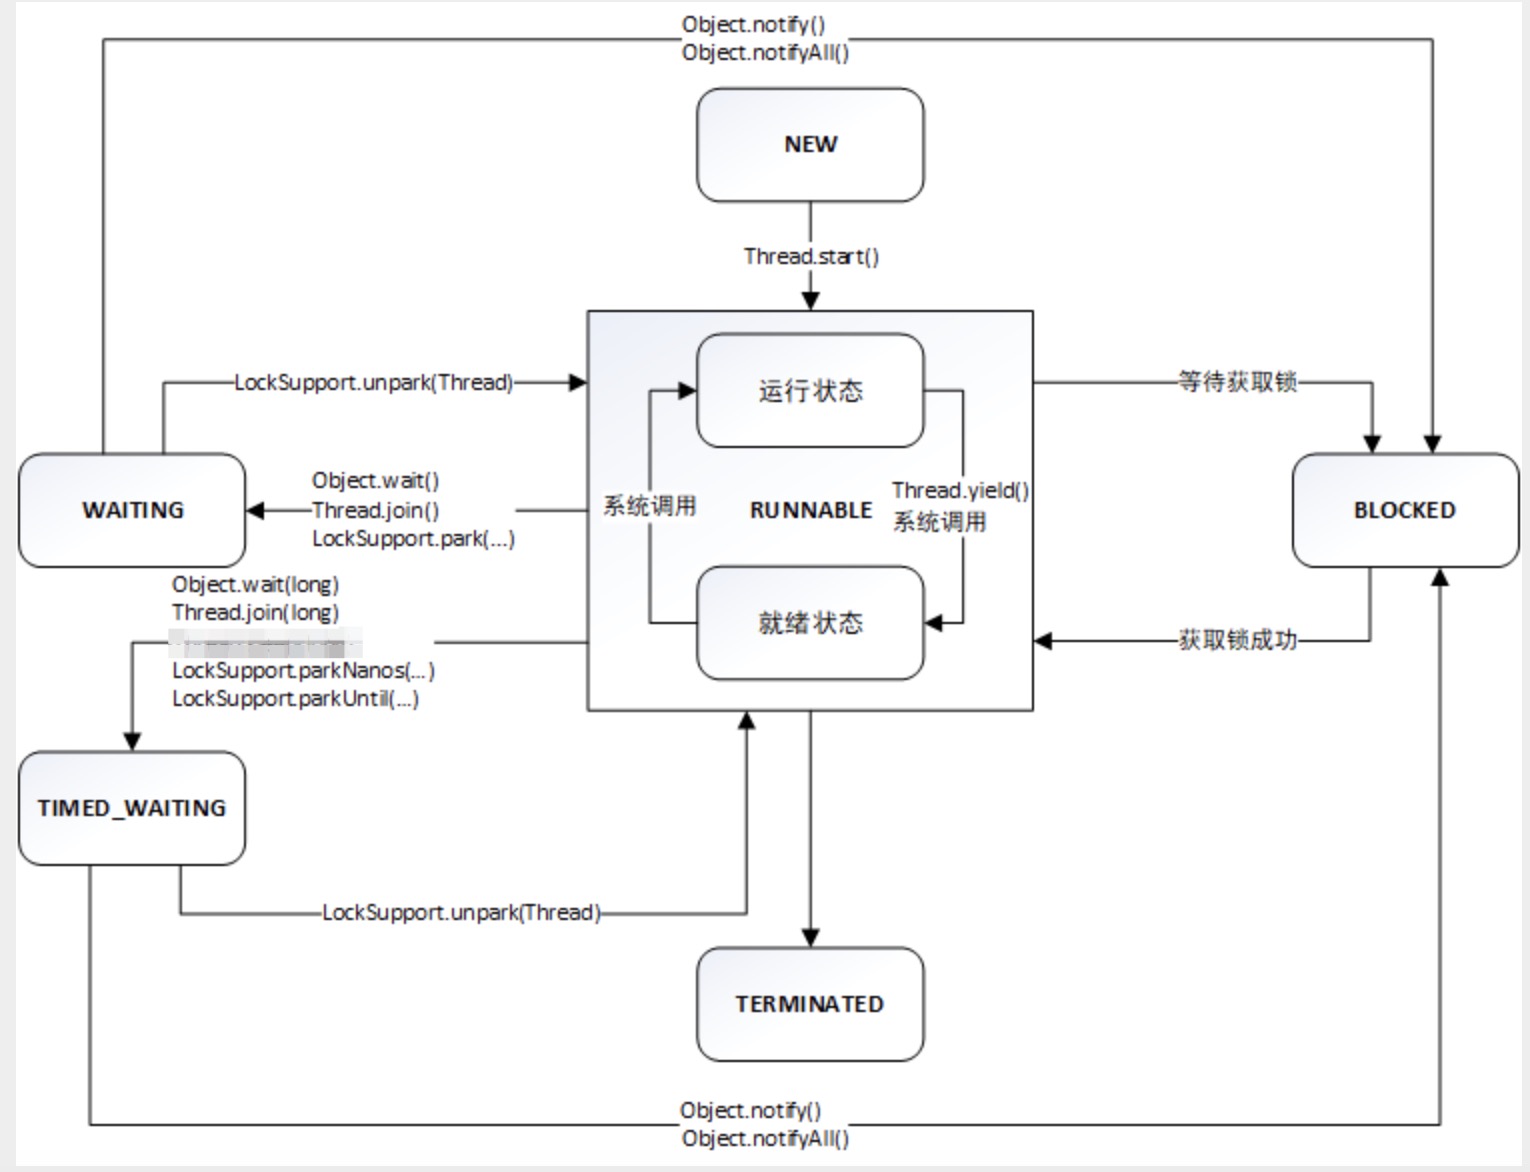 Object.notify()
Object.notifyAll()
NEW
Thread.start()
LockSupport.unpark(Thread)
运行状态
等待获取锁
Object.wait()
Thread.join()
LockSupport.park(...)
WAITING
系统调用
RUNNABLE
Thread.yield()
系统调用
BLOCKED
Object.wait(long)
Thread.join(long)
LockSupport.parkNanos(...)
LockSupport.parkUntil(...)
就绪状态
获取锁成功
TIMED_WAITING
LockSupport.unpark(Thread)
TERMINATED
Object.notify()
Object.notifyAll()